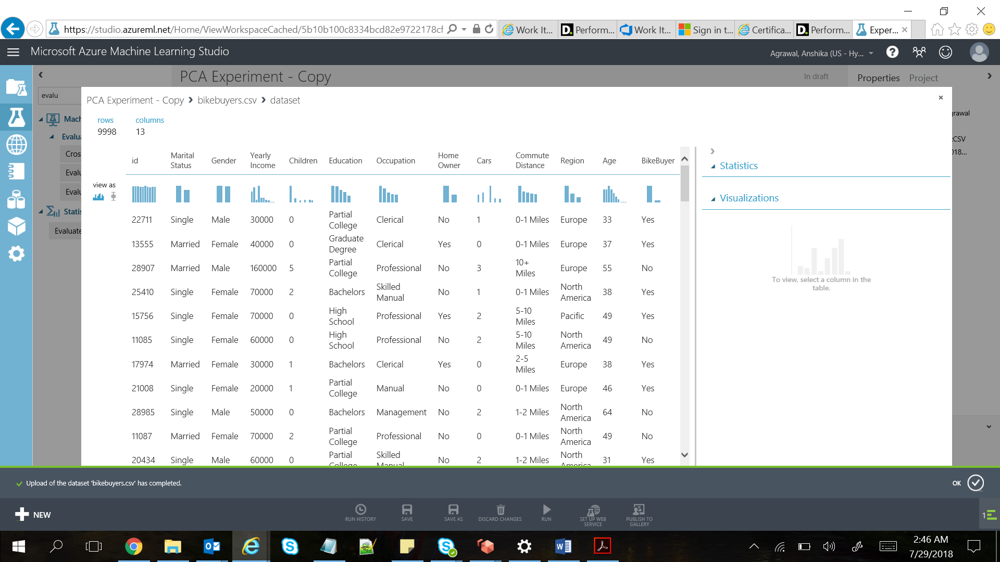 https://studio.azureml.net/Home/ViewWorkspaceCached/5b10b100c8334bcd82e9722178cf
Work It...
Perform...
Work It...
Sign in t...
Certifica...
Perform...
Exper...
Microsoft Azure Machine Learning Studio
Agrawal, Anshika (US - Hy...
PCA Experiment - Copy
In draft
Properties Project
evalu
PCA Experiment - Copy > bikebuyers.csv > dataset
rows columns
9998 13
Mach
Evalua
Cros
Evalu
Evalu
Statis
Evaluate
grawal
:CSV
018...
id Marital Status Gender Yearly Income Children Education Occupation Home Owner Cars Commute Distance Region Age BikeBuyer
view as
22711 Single Male 30000 0 Partial College Clerical No 1 0-1 Miles Europe 33 Yes
13555 Married Female 40000 0 Graduate Degree Clerical Yes 0 0-1 Miles Europe 37 Yes
28907 Married Male 160000 5 Partial College Professional No 3 10+ Miles Europe 55 No
25410 Single Female 70000 2 Bachelors Skilled Manual No 1 0-1 Miles North America 38 Yes
15756 Single Female 70000 0 High School Professional Yes 2 5-10 Miles Pacific 49 Yes
11085 Single Female 60000 0 High School Professional No 2 5-10 Miles North America 49 No
17974 Married Female 30000 1 Bachelors Clerical Yes 0 2-5 Miles Europe 38 Yes
21008 Single Female 20000 1 Partial College Manual No 0 0-1 Miles Europe 46 Yes
28985 Single Male 50000 0 Bachelors Management No 2 1-2 Miles North America 64 No
11087 Married Female 70000 2 Partial College Professional No 0 0-1 Miles North America 49 No
20434 Single Male 60000 0 Partial College Skilled Manual No 2 1-2 Miles North America 31 Yes
Statistics
Visualizations
To view, select a column in the
table.
Upload of the dataset 'bikebuyers.csv' has completed.
OK
NEW
RUN HISTORY
SAVE
SAVE AS
DISCARD CHANGES
RUN
SET UP WEB
SERVICE
PUBLISH TO
GALLERY
1
2:46 AM
7/29/2018